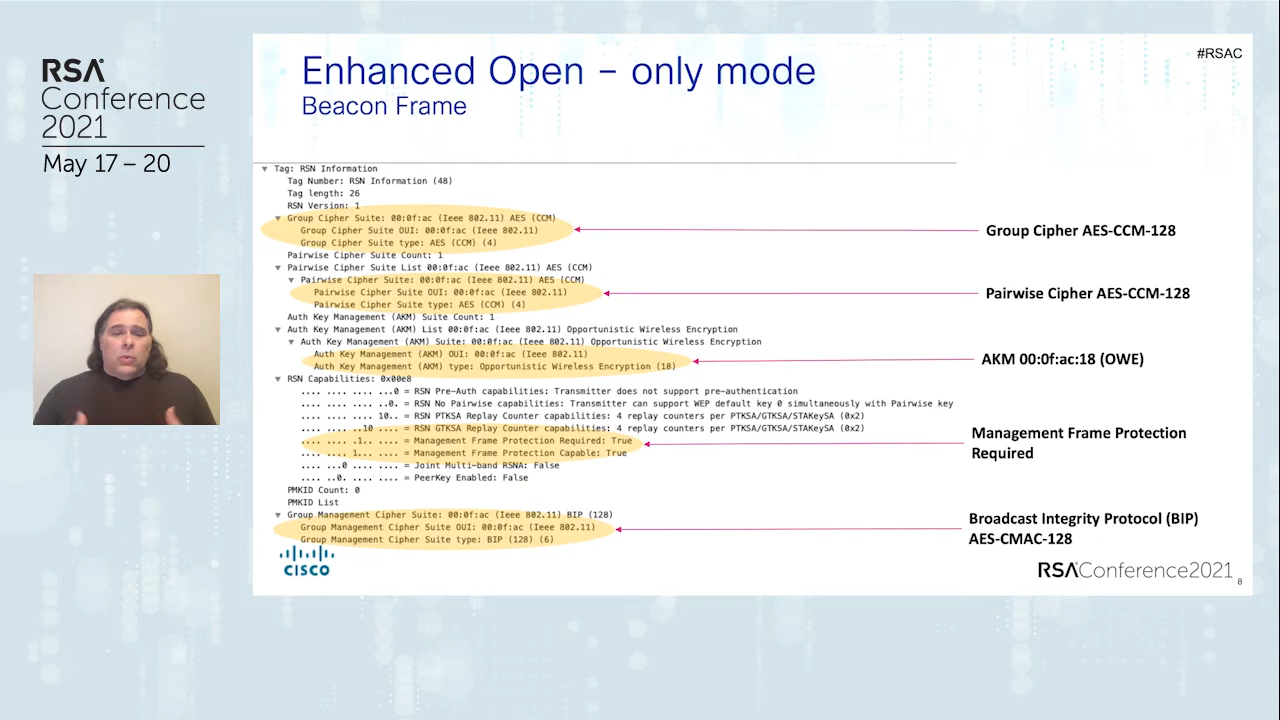 RSA
Conference
2021
May 17 – 20
#RSAC
Enhanced Open – only mode
Beacon Frame
Tag: RSN Information
Tag Number: RSN Information (48)
Tag length: 26
RSN Version: 1
Group Cipher Suite: 00:0f:ac (Ieee 802.11) AES (CCM)
Group Cipher Suite OUI: 00:0f:ac (Ieee 802.11)
Group Cipher Suite type: AES (CCM) (4)
Pairwise Cipher Suite Count: 1
Pairwise Cipher Suite List 00:0f:ac (Ieee 802.11) AES (CCM)
Pairwise Cipher Suite: 00:0f:ac (Ieee 802.11) AES (CCM)
Pairwise Cipher Suite OUI: 00:0f:ac (Ieee 802.11)
Pairwise Cipher Suite type: AES (CCM) (4)
Auth Key Management (AKM) Suite Count: 1
Auth Key Management (AKM) List 00:0f:ac (Ieee 802.11) Opportunistic Wireless Encryption
Auth Key Management (AKM) Suite: 00:0f:ac (Ieee 802.11) Opportunistic Wireless Encryption
Auth Key Management (AKM) OUI: 00:0f:ac (Ieee 802.11)
Auth Key Management (AKM) type: Opportunistic Wireless Encryption (18)
RSN Capabilities: 0x00e8
.... .... .... ...0 = RSN Pre-Auth capabilities: Transmitter does not support pre-authentication
.... .... .... ..0. = RSN No Pairwise capabilities: Transmitter can support WEP default key 0 simultaneously with Pairwise key
.... .... .... 10.. = RSN PTKSA Replay Counter capabilities: 4 replay counters per PTKSA/GTKSA/STAKeySA (0x2)
.... .... ..10 .... = RSN GTKSA Replay Counter capabilities: 4 replay counters per PTKSA/GTKSA/STAKeySA (0x2)
.... .... .1.. .... = Management Frame Protection Required: True
.... .... 1... .... = Management Frame Protection Capable: True
.... ...0 .... .... = Joint Multi-band RSNA: False
.... ..0. .... .... = PeerKey Enabled: False
PMKID Count: 0
PMKID List
Group Management Cipher Suite: 00:0f:ac (Ieee 802.11) BIP (128)
Group Management Cipher Suite OUI: 00:0f:ac (Ieee 802.11)
Group Management Cipher Suite type: BIP (128) (6)
Group Cipher AES-CCM-128
Pairwise Cipher AES-CCM-128
AKM 00:0f:ac:18 (OWE)
Management Frame Protection
Required
Broadcast Integrity Protocol (BIP)
AES-CMAC-128
CISCO
RSAConference2021
8